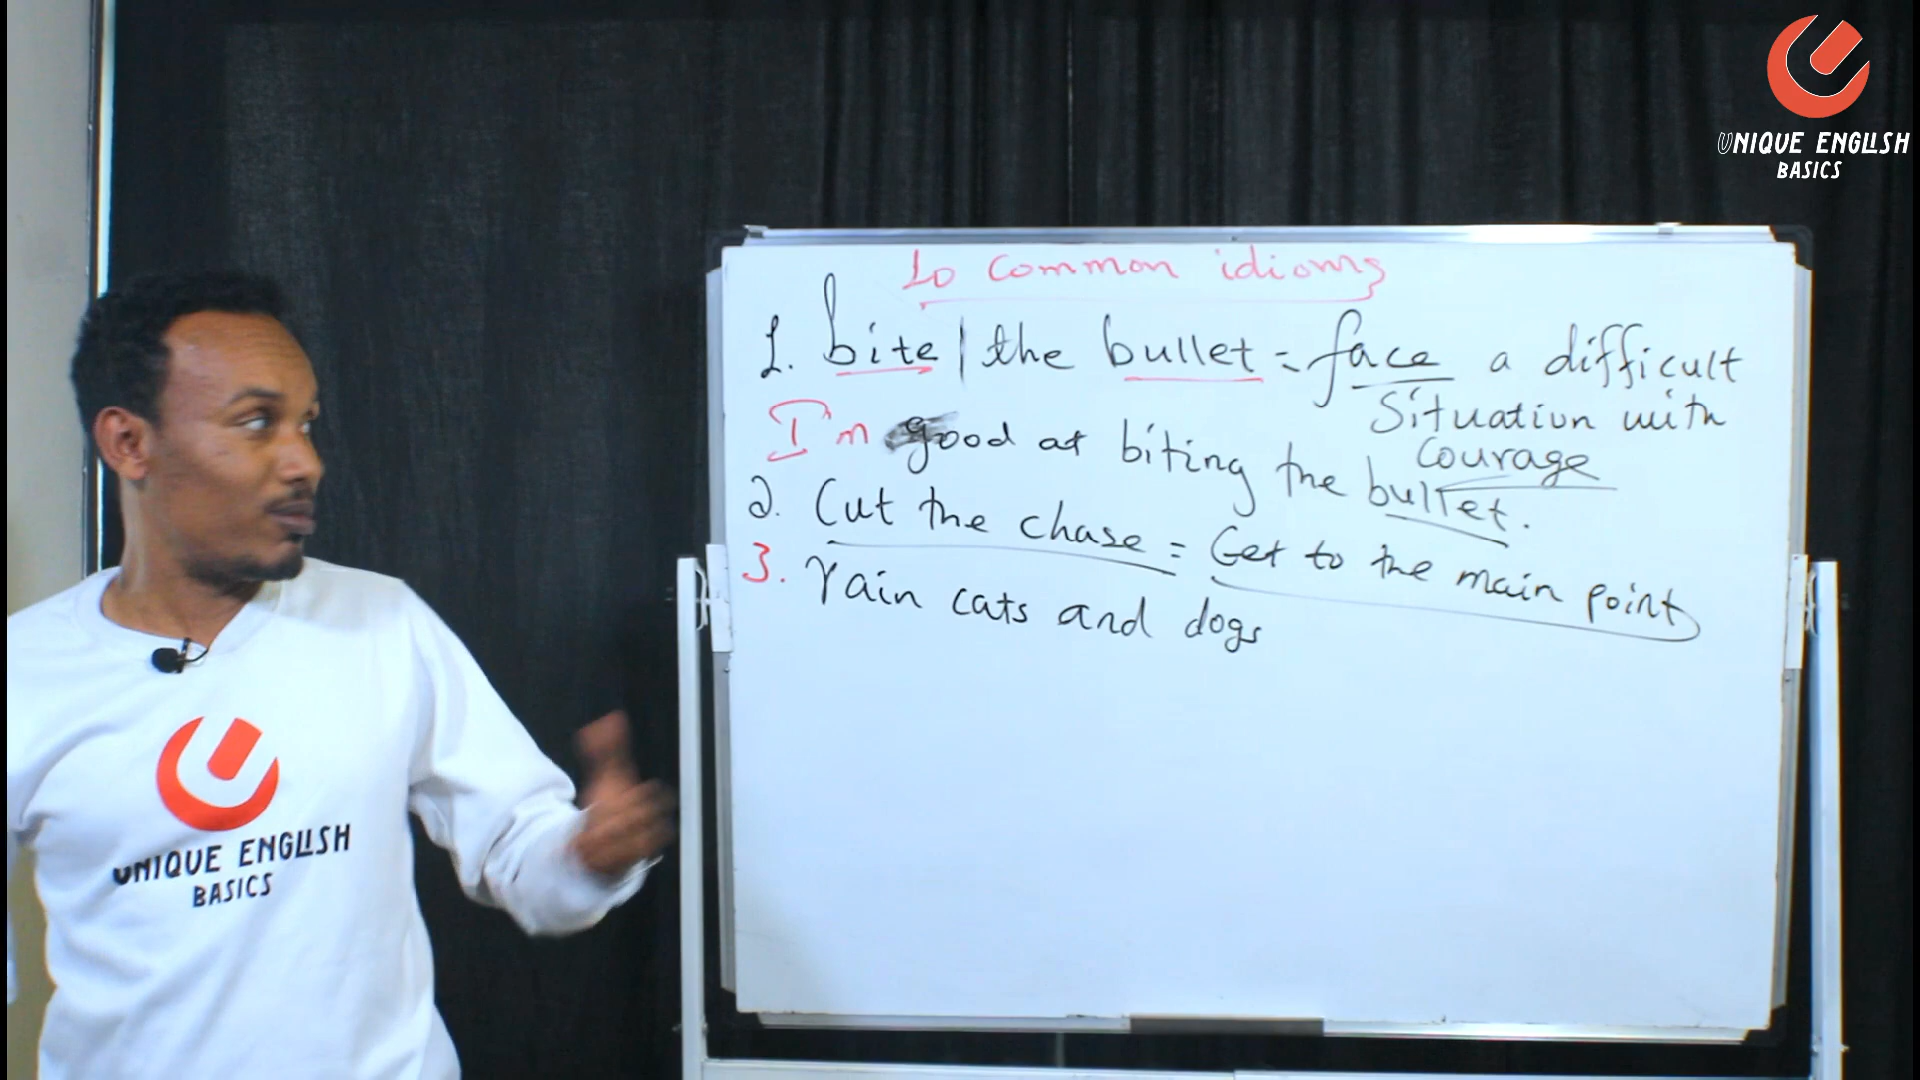 UNIQUE ENGLISH
BASICS
10 common idioms
1. bite | the bullet = face a difficult
situation with
courage
I'm good at biting the bullet.
2. Cut the chase = Get to the main point
3. rain cats and dogs
UNIQUE ENGLISH
BASICS